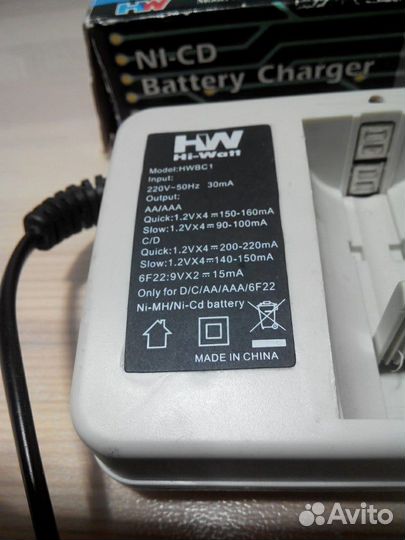 HW
NI-CD
Battery Charger
HW
Hi-Watt
Model:HWBC1
Input:
220V~50Hz 30mA
Output:
AA/AAA
Quick:1.2VX4⎓150-160mA
Slow:1.2VX4⎓90-100mA
C/D
Quick:1.2VX4⎓200-220mA
Slow:1.2VX4⎓140-150mA
6F22:9VX2⎓15mA
Only for D/C/AA/AAA/6F22
Ni-MH/Ni-Cd battery
MADE IN CHINA
Avito